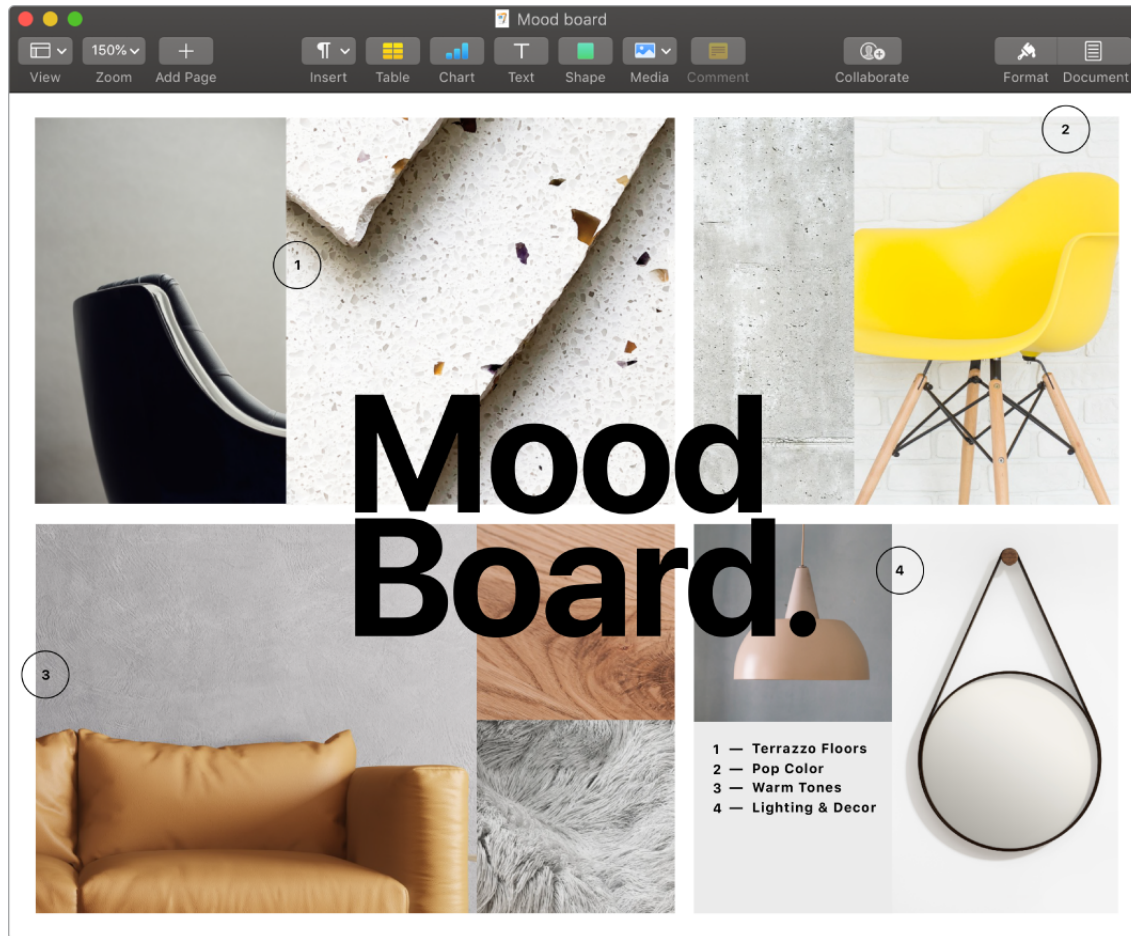 Mood board
150%
View
Zoom
Add Page
Insert
Table
Chart
Text
Shape
Media
Comment
Collaborate
Format
Document
T
1
2
Mood
Board.
3
4
1 — Terrazzo Floors
2 — Pop Color
3 — Warm Tones
4 — Lighting & Decor